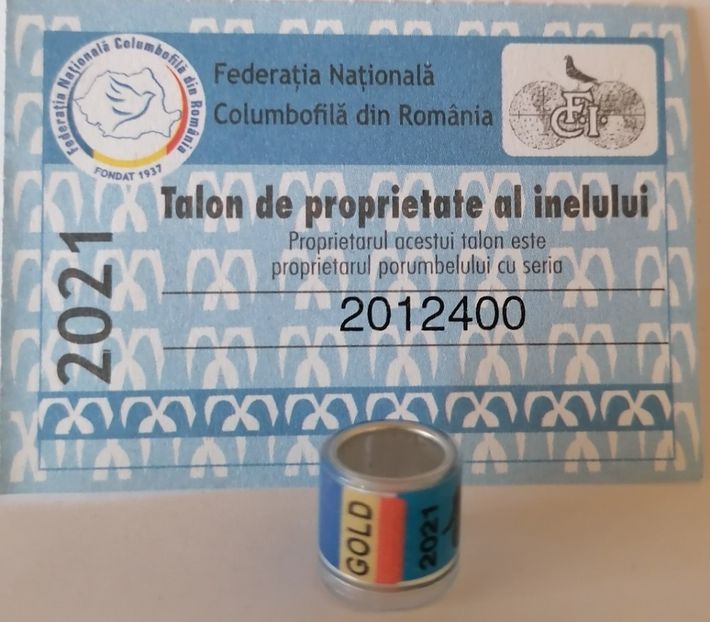 Federația Națională Columbofilă din România
FONDAT 1937
Federația Națională
Columbofilă din România
FCI
Talon de proprietate al inelului
Proprietarul acestui talon este
proprietarul porumbelului cu seria
2012400
2021
GOLD
2021